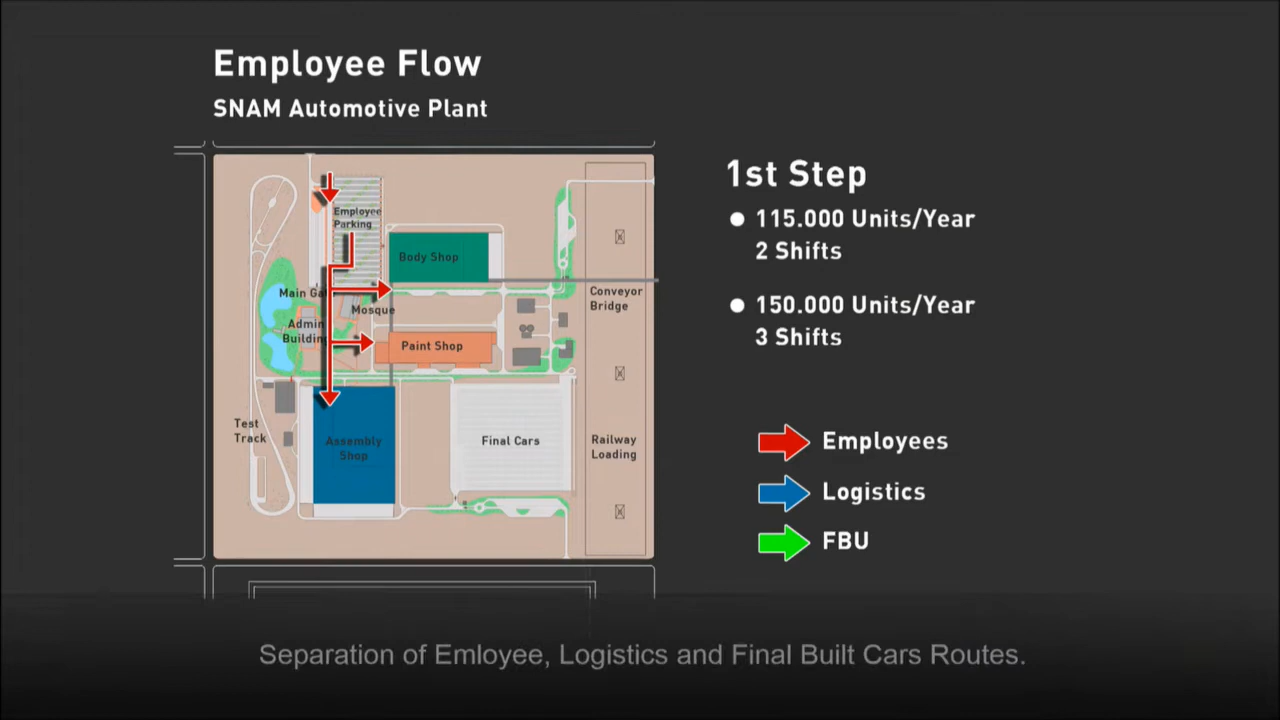 Employee Flow
SNAM Automotive Plant
1st Step
115.000 Units/Year
2 Shifts
150.000 Units/Year
3 Shifts
Employee
Parking
Body Shop
Main Ga
Conveyor
Bridge
Mosque
Admin
Building
Paint Shop
Test
Track
Assembly
Shop
Final Cars
Railway
Loading
Employees
Logistics
FBU
Separation of Emloyee, Logistics and Final Built Cars Routes.